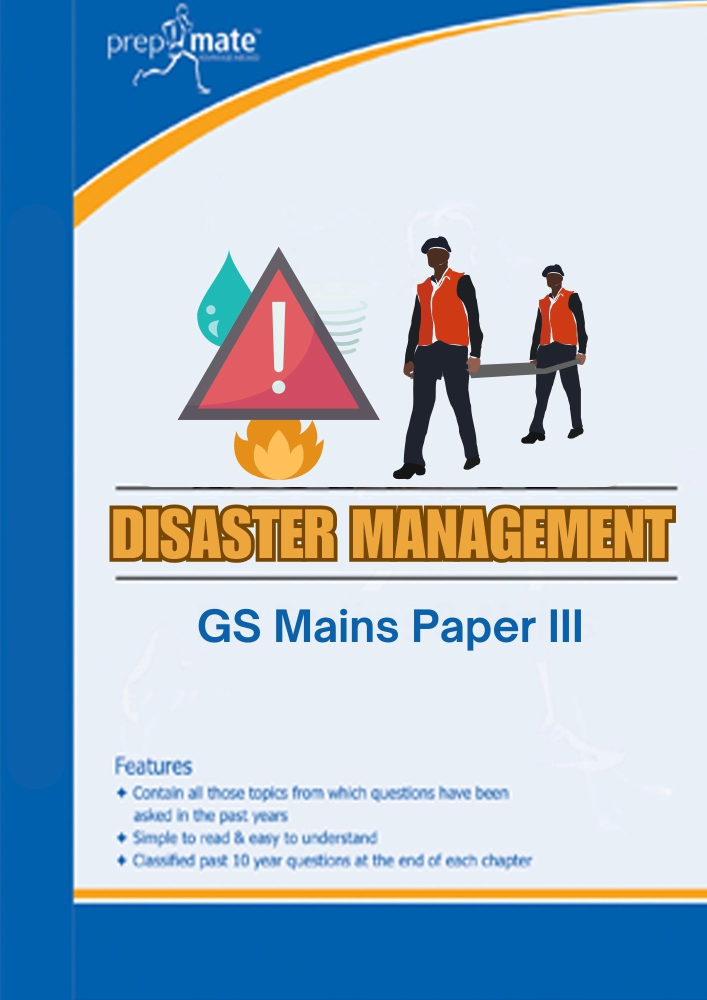 prep mate™
DISASTER MANAGEMENT
GS Mains Paper III
Features
Contain all those topics from which questions have been
asked in the past years
Simple to read & easy to understand
Classified past 10 year questions at the end of each chapter